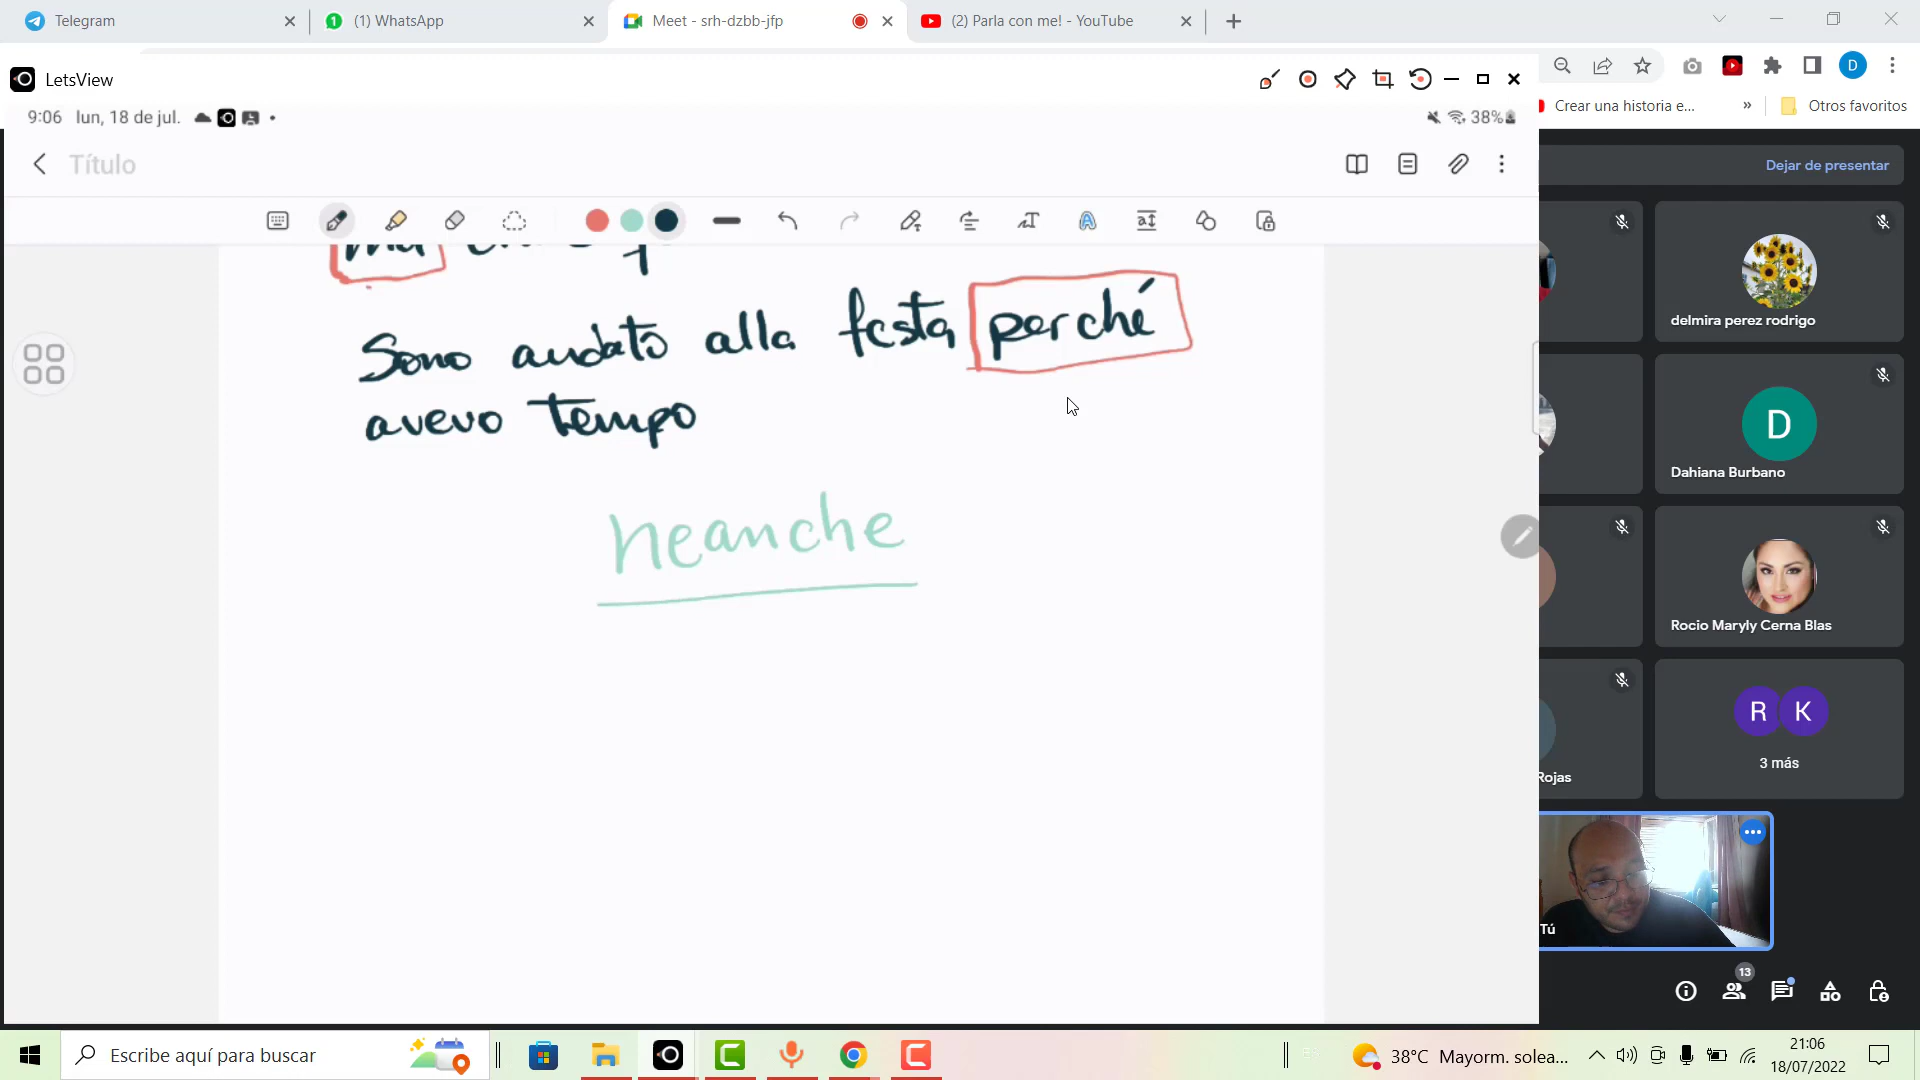 Telegram
(1) WhatsApp
Meet - srh-dzbb-jfp
(2) Parla con me! - YouTube
LetsView
D
Crear una historia e...
»
Otros favoritos
9:06 lun, 18 de jul.
38%
Título
Dejar de presentar
Sono andato alla festa perché
avevo tempo
neanche
delmira perez rodrigo
D
Dahiana Burbano
Rocio Maryly Cerna Blas
Rojas
R K
3 más
Tú
13
Escribe aquí para buscar
38°C Mayorm. solea...
21:06
18/07/2022